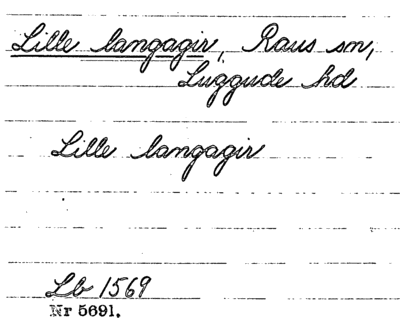 Lille langagir, Raus sn,
Luggude hd
Lille langagir
Lb 1569
Nr 5691.